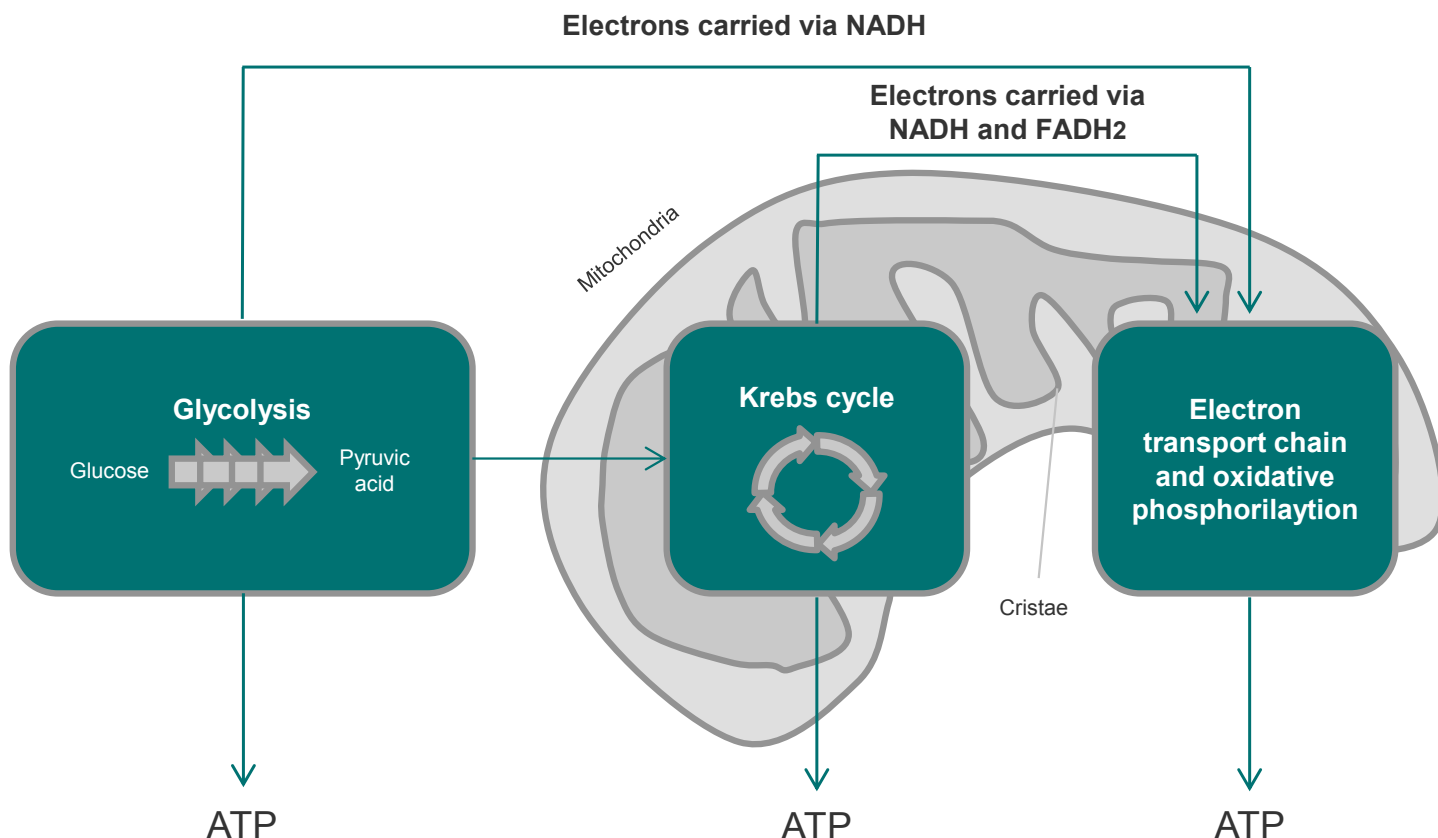 Electrons carried via NADH
Electrons carried via
NADH and FADH2
Mitochondria
Glycolysis
Glucose
Pyruvic
acid
Krebs cycle
Electron
transport chain
and oxidative
phosphorilaytion
Cristae
ATP
ATP
ATP